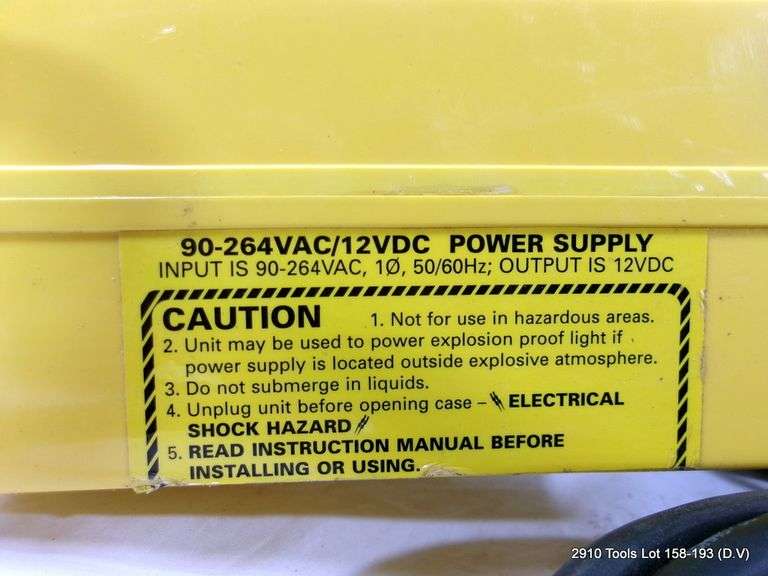 90-264VAC/12VDC POWER SUPPLY
INPUT IS 90-264VAC, 1Ø, 50/60Hz; OUTPUT IS 12VDC
CAUTION 1. Not for use in hazardous areas.
2. Unit may be used to power explosion proof light if
power supply is located outside explosive atmosphere.
3. Do not submerge in liquids.
4. Unplug unit before opening case – ELECTRICAL
SHOCK HAZARD
5. READ INSTRUCTION MANUAL BEFORE
INSTALLING OR USING.
2910 Tools Lot 158-193 (D.V)